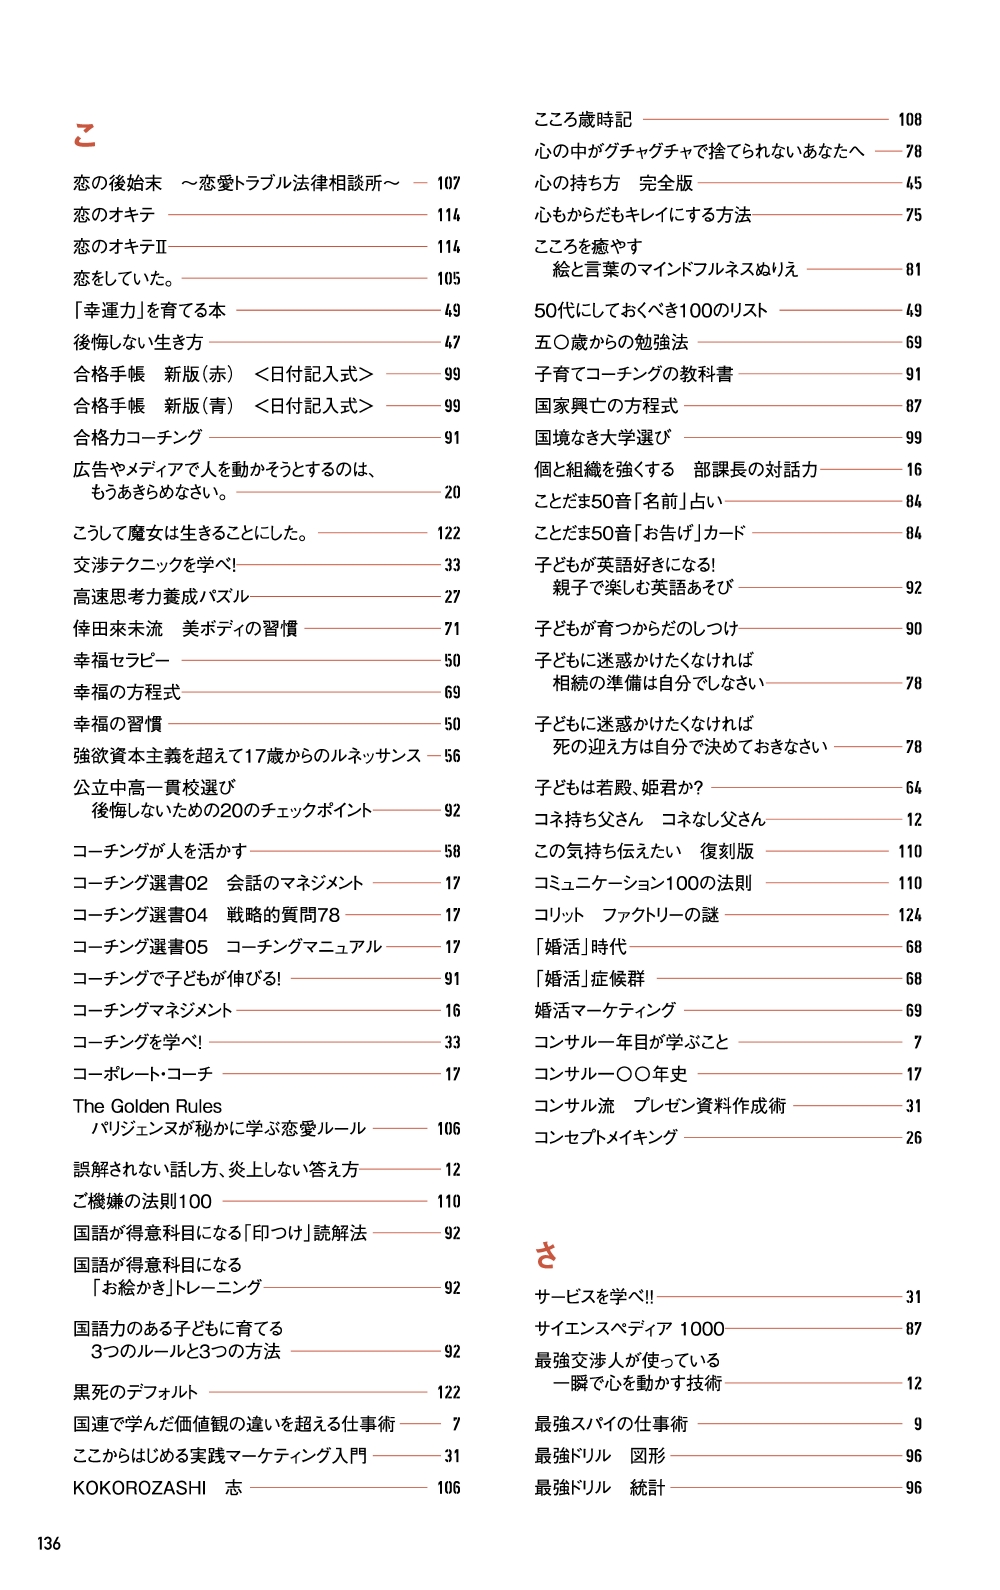 こ
恋の後始末　〜恋愛トラブル法律相談所〜 107
恋のオキテ 114
恋のオキテⅡ 114
恋をしていた。 105
「幸運力」を育てる本 49
後悔しない生き方 47
合格手帳　新版(赤)　＜日付記入式＞ 99
合格手帳　新版(青)　＜日付記入式＞ 99
合格力コーチング 91
広告やメディアで人を動かそうとするのは、
もうあきらめなさい。 20
こうして魔女は生きることにした。 122
交渉テクニックを学べ! 33
高速思考力養成パズル 27
倖田來未流　美ボディの習慣 71
幸福セラピー 50
幸福の方程式 69
幸福の習慣 50
強欲資本主義を超えて17歳からのルネッサンス 56
公立中高一貫校選び
後悔しないための20のチェックポイント 92
コーチングが人を活かす 58
コーチング選書02　会話のマネジメント 17
コーチング選書04　戦略的質問78 17
コーチング選書05　コーチングマニュアル 17
コーチングで子どもが伸びる! 91
コーチングマネジメント 16
コーチングを学べ! 33
コーポレート・コーチ 17
The Golden Rules
パリジェンヌが秘かに学ぶ恋愛ルール 106
誤解されない話し方、炎上しない答え方 12
ご機嫌の法則100 110
国語が得意科目になる「印つけ」読解法 92
国語が得意科目になる
「お絵かき」トレーニング 92
国語力のある子どもに育てる
3つのルールと3つの方法 92
黒死のデフォルト 122
国連で学んだ価値観の違いを超える仕事術 7
ここからはじめる実践マーケティング入門 31
KOKOROZASHI　志 106
こころ歳時記 108
心の中がグチャグチャで捨てられないあなたへ 78
心の持ち方　完全版 45
心もからだもキレイにする方法 75
こころを癒やす
絵と言葉のマインドフルネスぬりえ 81
50代にしておくべき100のリスト 49
五〇歳からの勉強法 69
子育てコーチングの教科書 91
国家興亡の方程式 87
国境なき大学選び 99
個と組織を強くする　部課長の対話力 16
ことだま50音「名前」占い 84
ことだま50音「お告げ」カード 84
子どもが英語好きになる!
親子で楽しむ英語あそび 92
子どもが育つからだのしつけ 90
子どもに迷惑かけたくなければ
相続の準備は自分でしなさい 78
子どもに迷惑かけたくなければ
死の迎え方は自分で決めておきなさい 78
子どもは若殿、姫君か? 64
コネ持ち父さん　コネなし父さん 12
この気持ち伝えたい　復刻版 110
コミュニケーション100の法則 110
コリット　ファクトリーの謎 124
「婚活」時代 68
「婚活」症候群 68
婚活マーケティング 69
コンサル一年目が学ぶこと 7
コンサル一〇〇年史 17
コンサル流　プレゼン資料作成術 31
コンセプトメイキング 26
さ
サービスを学べ!! 31
サイエンスペディア 1000 87
最強交渉人が使っている
一瞬で心を動かす技術 12
最強スパイの仕事術 9
最強ドリル　図形 96
最強ドリル　統計 96
136